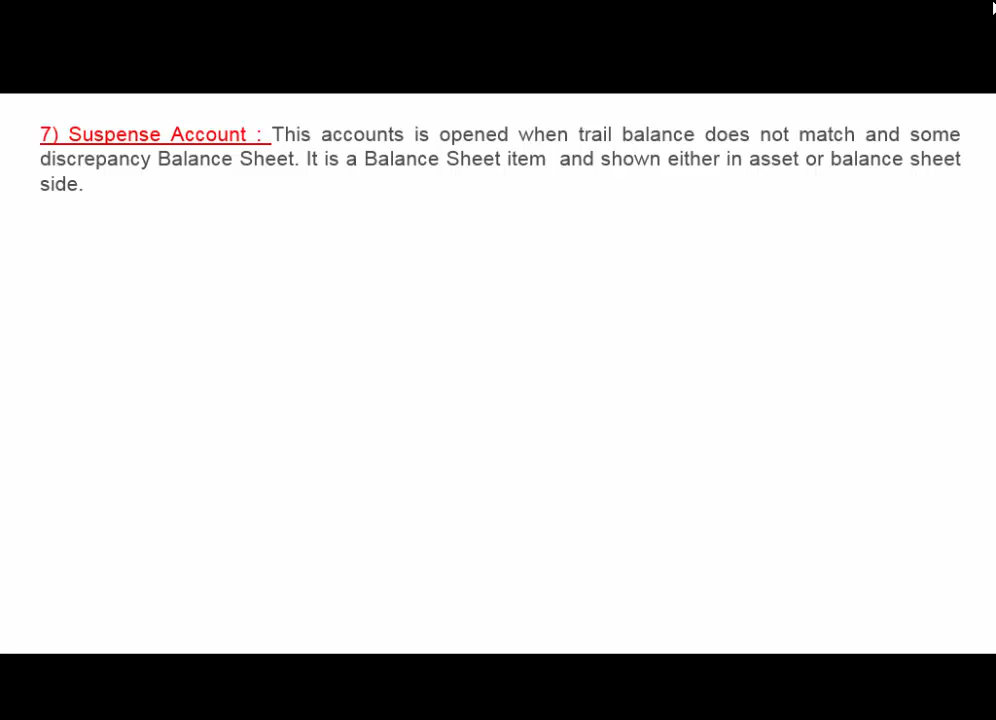 7) Suspense Account : This accounts is opened when trail balance does not match and some
discrepancy Balance Sheet. It is a Balance Sheet item and shown either in asset or balance sheet
side.